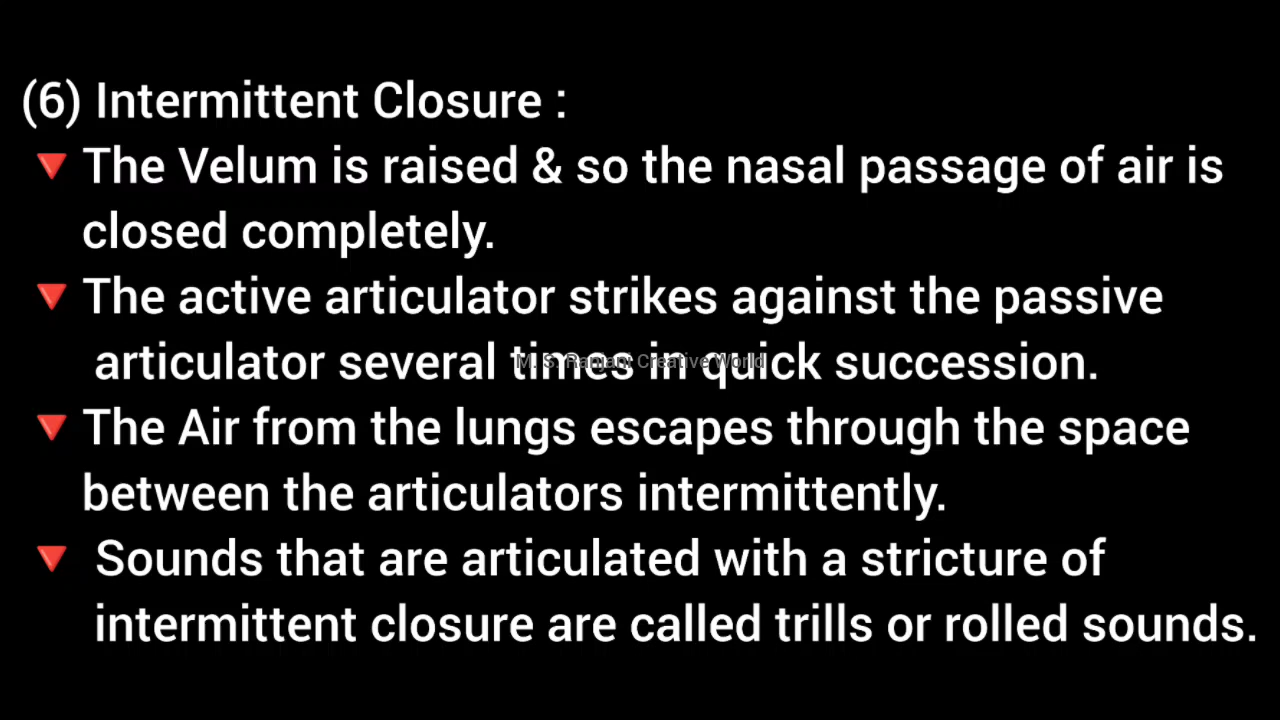 (6) Intermittent Closure :
🔻The Velum is raised & so the nasal passage of air is
closed completely.
🔻The active articulator strikes against the passive
articulator several times in quick succession.
M. S. Ranjani Creative World
🔻The Air from the lungs escapes through the space
between the articulators intermittently.
🔻 Sounds that are articulated with a stricture of
intermittent closure are called trills or rolled sounds.